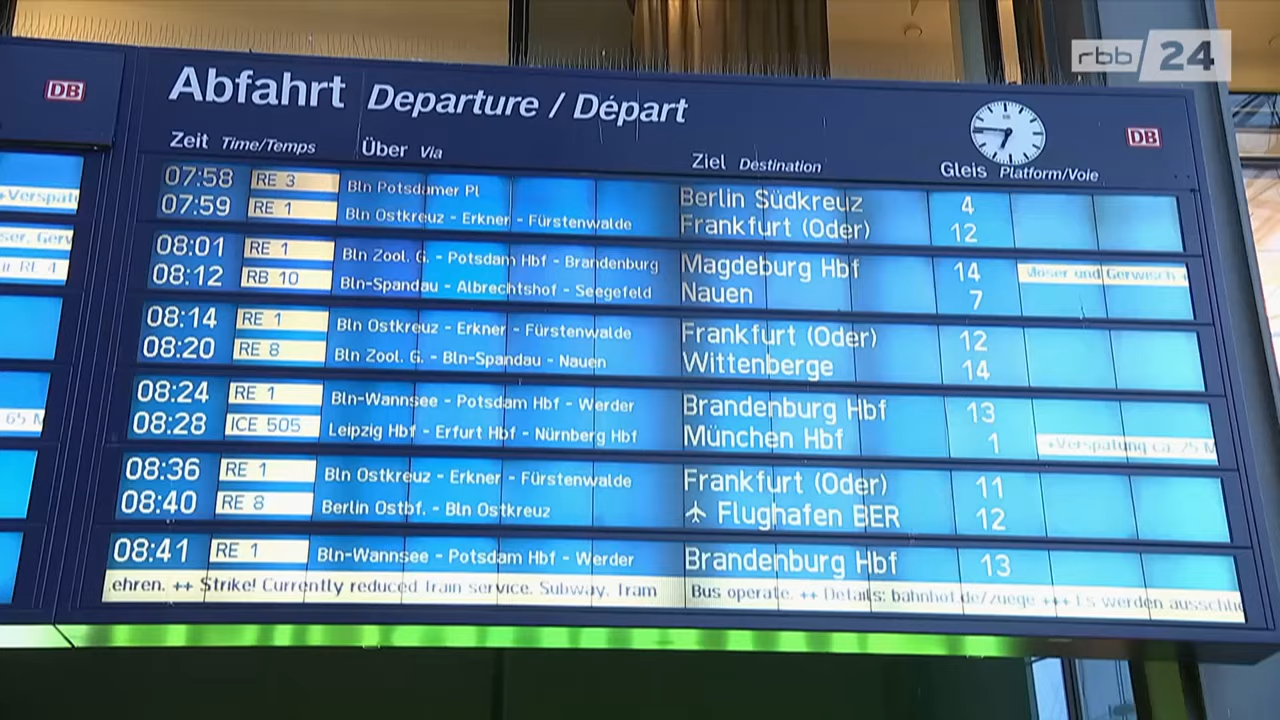 rbb 24
DB
Abfahrt Departure / Départ
DB
Zeit Time/Temps Über Via Ziel Destination Gleis Platform/Voie
07:58 RE 3 Bln Potsdamer Pl Berlin Südkreuz 4
07:59 RE 1 Bln Ostkreuz - Erkner - Fürstenwalde Frankfurt (Oder) 12
08:01 RE 1 Bln Zool. G. - Potsdam Hbf - Brandenburg Magdeburg Hbf 14 Möser und Gerwisch +
08:12 RB 10 Bln-Spandau - Albrechtshof - Seegefeld Nauen 7
08:14 RE 1 Bln Ostkreuz - Erkner - Fürstenwalde Frankfurt (Oder) 12
08:20 RE 8 Bln Zool. G. - Bln-Spandau - Nauen Wittenberge 14
08:24 RE 1 Bln-Wannsee - Potsdam Hbf - Werder Brandenburg Hbf 13
08:28 ICE 505 Leipzig Hbf - Erfurt Hbf - Nürnberg Hbf München Hbf 1 +Verspätung ca. 25 M
08:36 RE 1 Bln Ostkreuz - Erkner - Fürstenwalde Frankfurt (Oder) 11
08:40 RE 8 Berlin Ostbf. - Bln Ostkreuz Flughafen BER 12
08:41 RE 1 Bln-Wannsee - Potsdam Hbf - Werder Brandenburg Hbf 13
ehren. ++ Strike! Currently reduced train service. Subway, Tram Bus operate. ++ Details: bahnhof.de/zuege +++ Es werden ausschli
+Verspät
ser, Gerw
RE 4
65 M